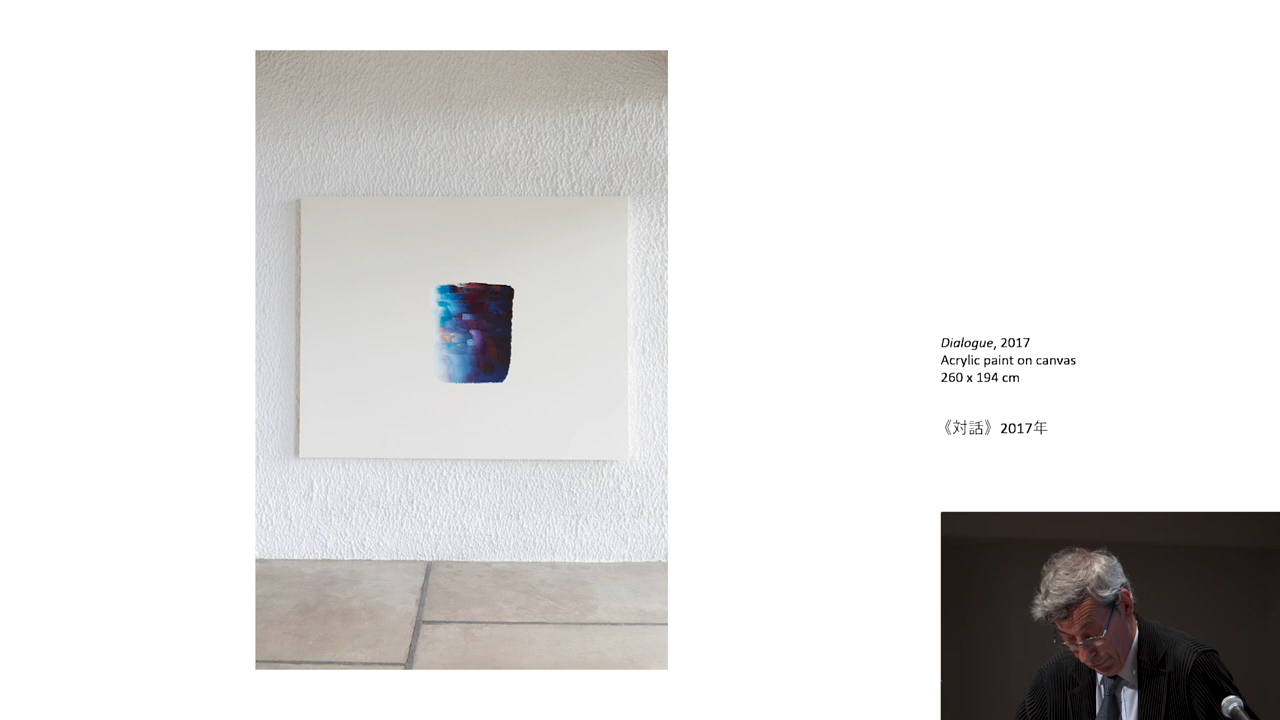 Dialogue, 2017
Acrylic paint on canvas
260 x 194 cm
《対話》2017年